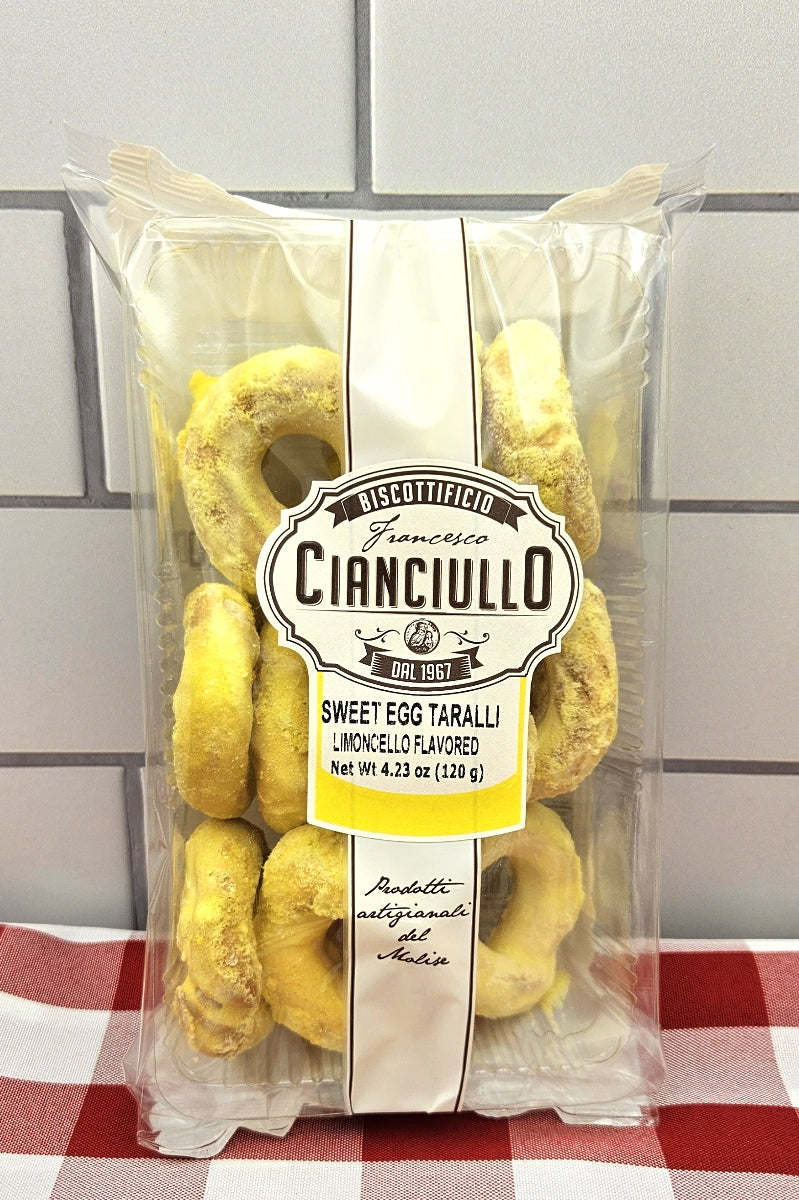 BISCOTTIFICIO
Francesco
CIANCIULLO
DAL 1967
SWEET EGG TARALLI
LIMONCELLO FLAVORED
Net Wt 4.23 oz (120 g)
Prodotti
artigianali
del
Molise